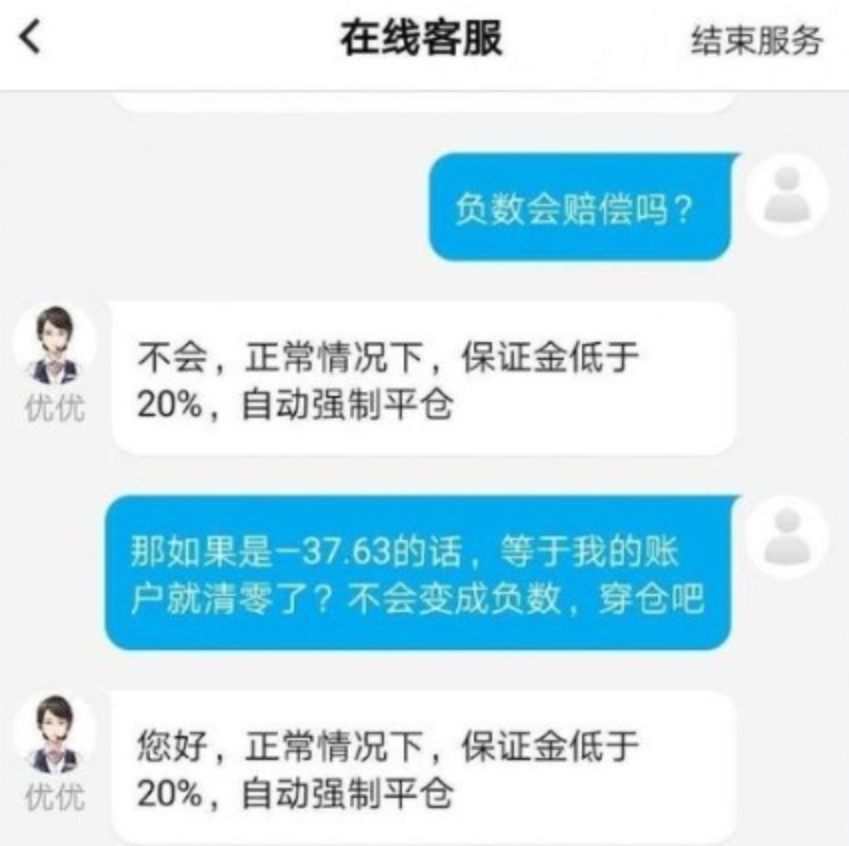 在线客服
结束服务
负数会赔偿吗？
不会，正常情况下，保证金低于
20%，自动强制平仓
优优
那如果是-37.63的话，等于我的账
户就清零了？不会变成负数，穿仓吧
您好，正常情况下，保证金低于
20%，自动强制平仓
优优